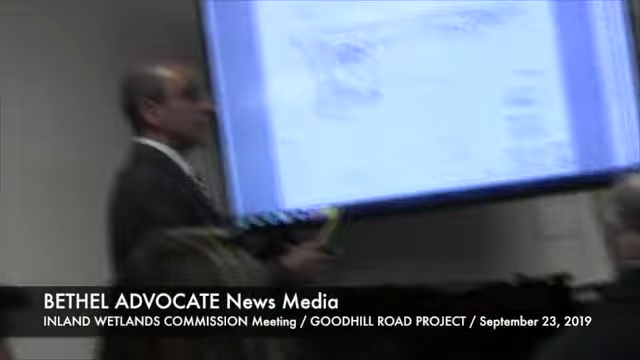 BETHEL ADVOCATE News Media
INLAND WETLANDS COMMISSION Meeting / GOODHILL ROAD PROJECT / September 23, 2019